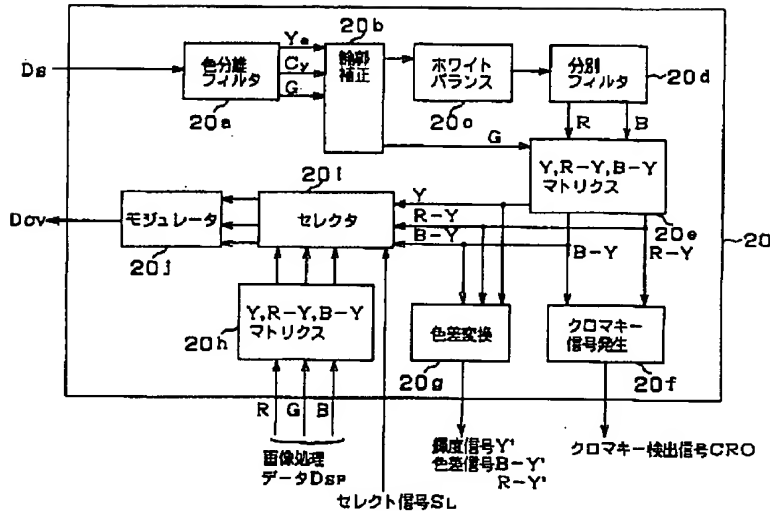 20b
Ye
Cy
G
Ds
色分離
フィルタ
20a
輪郭
補正
ホワイト
バランス
20c
分別
フィルタ
20d
R
B
G
Y,R-Y,B-Y
マトリクス
20e
20
20i
Y
R-Y
B-Y
セレクタ
モジュレータ
Dcv
20j
B-Y
R-Y
Y,R-Y,B-Y
マトリクス
20h
色差変換
20g
クロマキー
信号発生
20f
R
G
B
画像処理
データDSP
セレクト信号SL
輝度信号Y'
色差信号B-Y'
R-Y'
クロマキー検出信号CRO